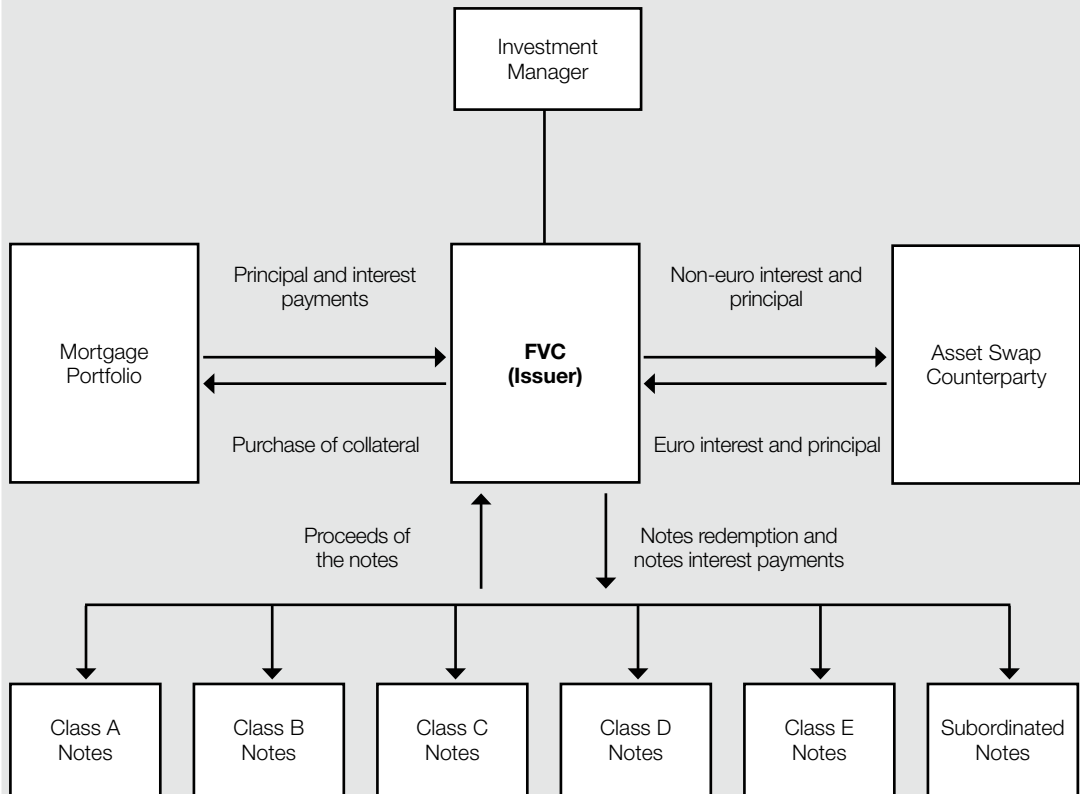 Investment
Manager
Principal and interest
payments
Non-euro interest and
principal
Mortgage
Portfolio
FVC
(Issuer)
Asset Swap
Counterparty
Purchase of collateral
Euro interest and principal
Proceeds of
the notes
Notes redemption and
notes interest payments
Class A
Notes
Class B
Notes
Class C
Notes
Class D
Notes
Class E
Notes
Subordinated
Notes